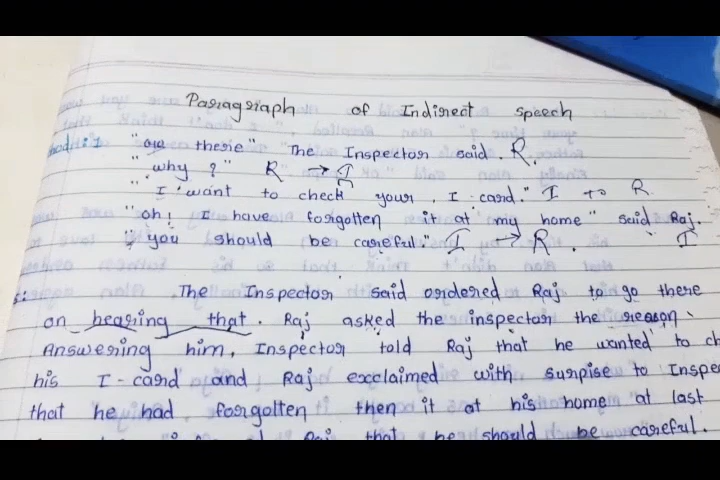 Paragraph of Indirect Speech
"Go there" The Inspector said. R.
"why ?" R → I
"I want to check your I card." I to R
"oh! I have forgotten it at my home" said Raj.
"you should be careful." I → R. I
The Inspector said ordered Raj to go there
on hearing that. Raj asked the inspector the reason.
Answering him, Inspector told Raj that he wanted to ch
his I-card and Raj exclaimed with surpise to Inspe
that he had forgotten then it at his home at last
Raj that he should be careful.